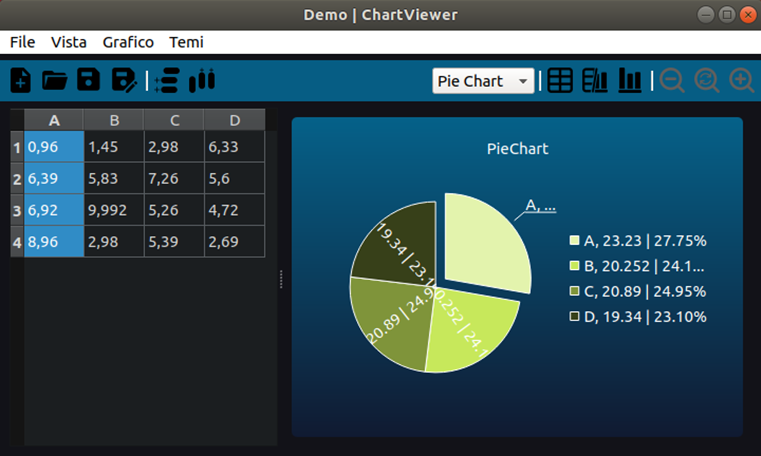 Demo | ChartViewer
File Vista Grafico Temi
Pie Chart
A B C D
1 0,96 1,45 2,98 6,33
2 6,39 5,83 7,26 5,6
3 6,92 9,992 5,26 4,72
4 8,96 2,98 5,39 2,69
PieChart
A, ...
19.34 | 23.1
20.89 | 24.9
0.252 | 24.1
A, 23.23 | 27.75%
B, 20.252 | 24.1...
C, 20.89 | 24.95%
D, 19.34 | 23.10%